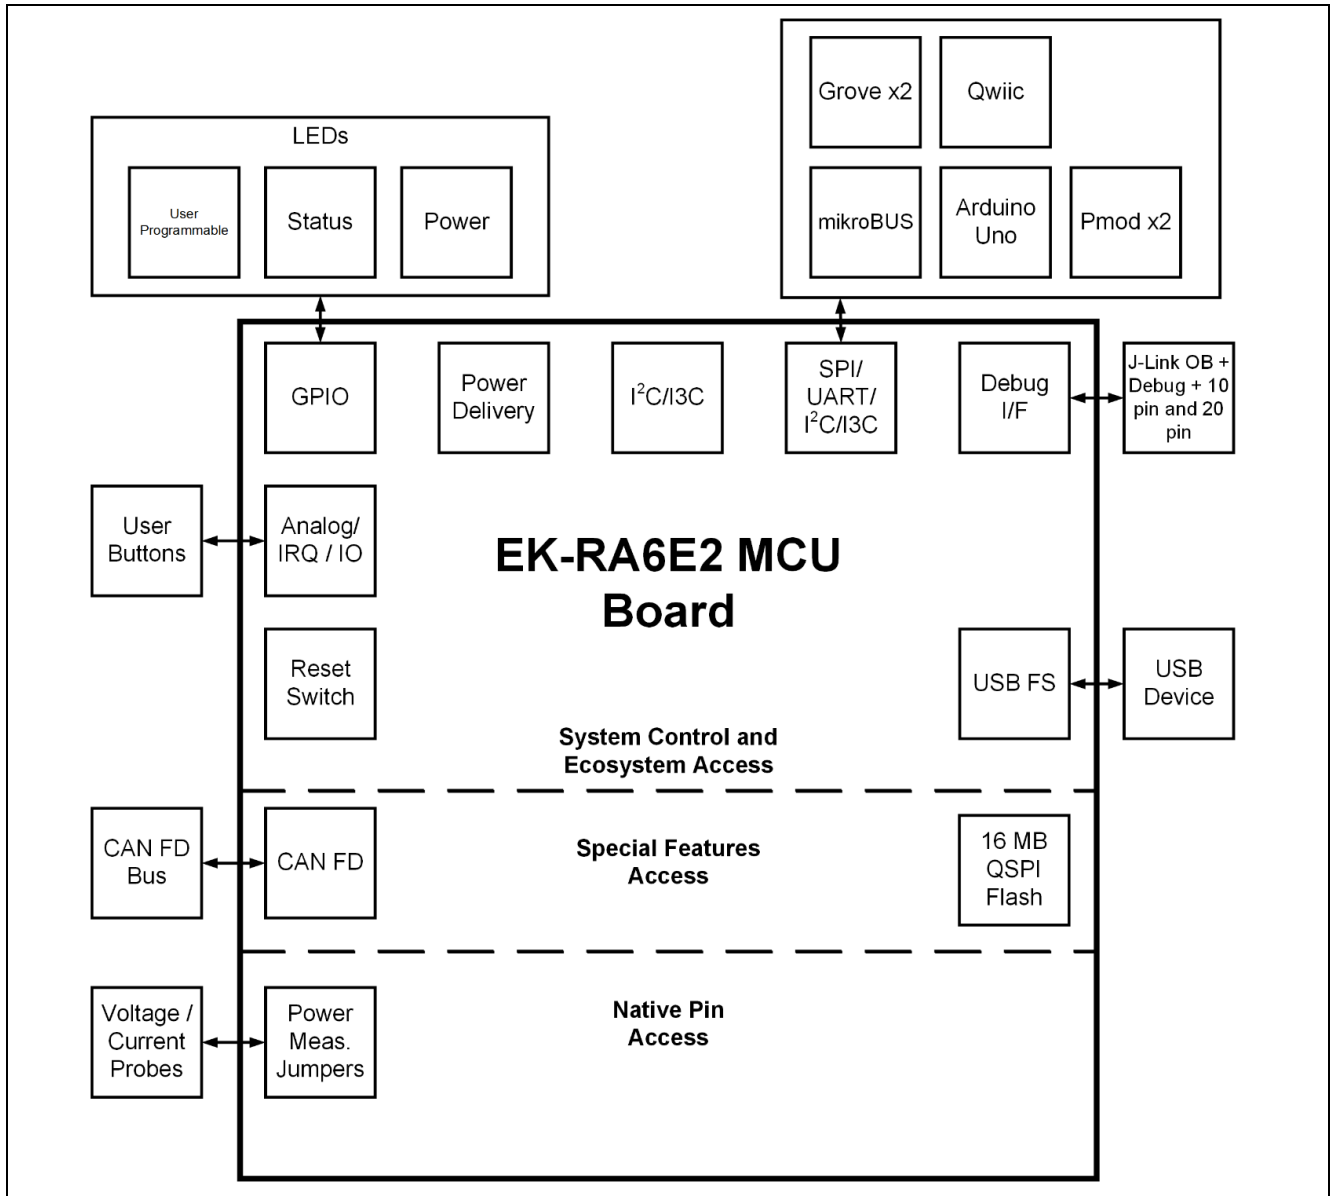 Grove x2
Qwiic
LEDs
User
Programmable
Status
Power
mikroBUS
Arduino
Uno
Pmod x2
GPIO
Power
Delivery
I²C/I3C
SPI/
UART/
I²C/I3C
Debug
I/F
J-Link OB +
Debug + 10
pin and 20
pin
User
Buttons
Analog/
IRQ / IO
EK-RA6E2 MCU
Board
Reset
Switch
USB FS
USB
Device
System Control and
Ecosystem Access
CAN FD
Bus
CAN FD
Special Features
Access
16 MB
QSPI
Flash
Voltage /
Current
Probes
Power
Meas.
Jumpers
Native Pin
Access